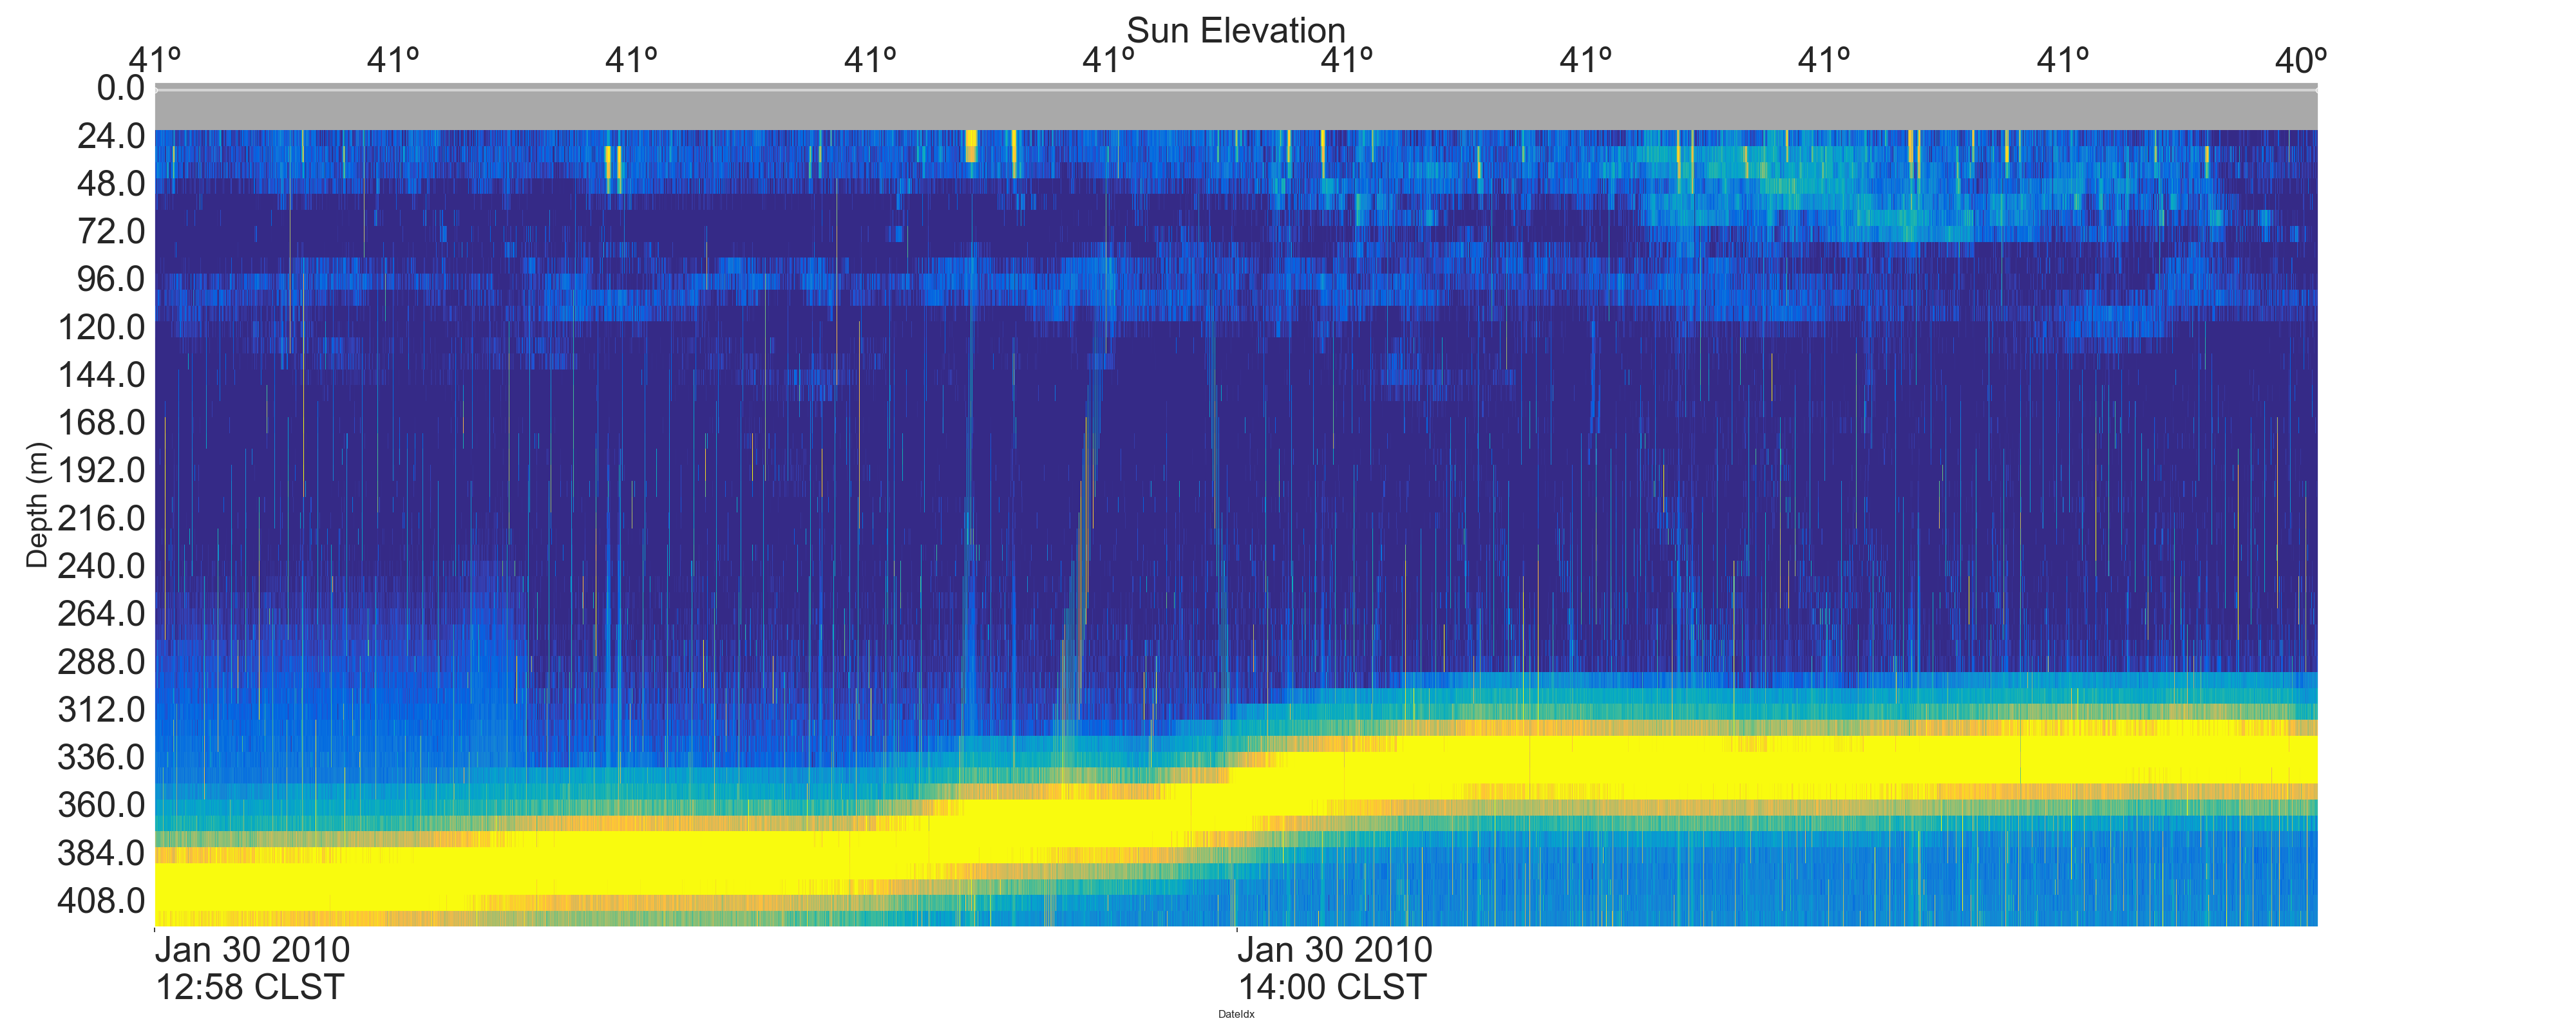 Sun Elevation
41º 41º 41º 41º 41º 41º 41º 41º 41º 40º
0.0
24.0
48.0
72.0
96.0
120.0
144.0
168.0
192.0
216.0
240.0
264.0
288.0
312.0
336.0
360.0
384.0
408.0
Depth (m)
Jan 30 2010
12:58 CLST
Jan 30 2010
14:00 CLST
DateIdx